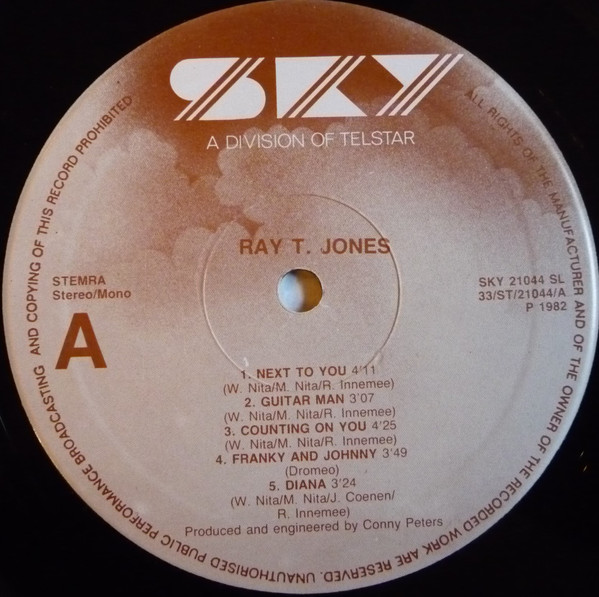 SKY
A DIVISION OF TELSTAR
RAY T. JONES
STEMRA
Stereo/Mono
A
SKY 21044 SL
33/ST/21044/A
P 1982
1. NEXT TO YOU 4'11
(W. Nita/M. Nita/R. Innemee)
2. GUITAR MAN 3'07
(W. Nita/M. Nita/R. Innemee)
3. COUNTING ON YOU 4'25
(W. Nita/M. Nita/R. Innemee)
4. FRANKY AND JOHNNY 3'49
(Dromeo)
5. DIANA 3'24
(W. Nita/M. Nita/J. Coenen/
R. Innemee)
Produced and engineered by Conny Peters
ALL RIGHTS OF THE MANUFACTURER AND OF THE OWNER OF THE RECORDED WORK ARE RESERVED. UNAUTHORISED PUBLIC PERFORMANCE BROADCASTING AND COPYING OF THIS RECORD PROHIBITED